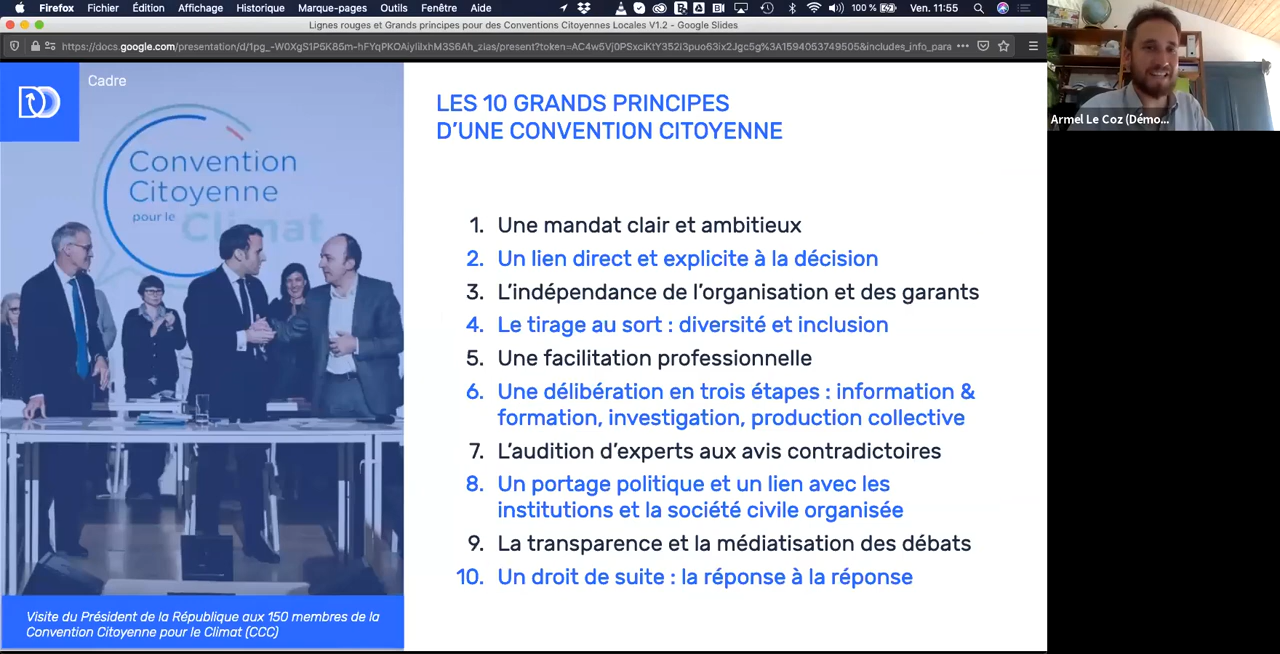 Firefox Fichier Édition Affichage Historique Marque-pages Outils Fenêtre Aide 100 % Ven. 11:55
Lignes rouges et Grands principes pour des Conventions Citoyennes Locales V1.2 - Google Slides
Cadre
Convention
Citoyenne
pour le Climat
LES 10 GRANDS PRINCIPES
D'UNE CONVENTION CITOYENNE
1. Une mandat clair et ambitieux
2. Un lien direct et explicite à la décision
3. L'indépendance de l'organisation et des garants
4. Le tirage au sort : diversité et inclusion
5. Une facilitation professionnelle
6. Une délibération en trois étapes : information &
formation, investigation, production collective
7. L'audition d'experts aux avis contradictoires
8. Un portage politique et un lien avec les
institutions et la société civile organisée
9. La transparence et la médiatisation des débats
10. Un droit de suite : la réponse à la réponse
Visite du Président de la République aux 150 membres de la
Convention Citoyenne pour le Climat (CCC)
Armel Le Coz (Démo...